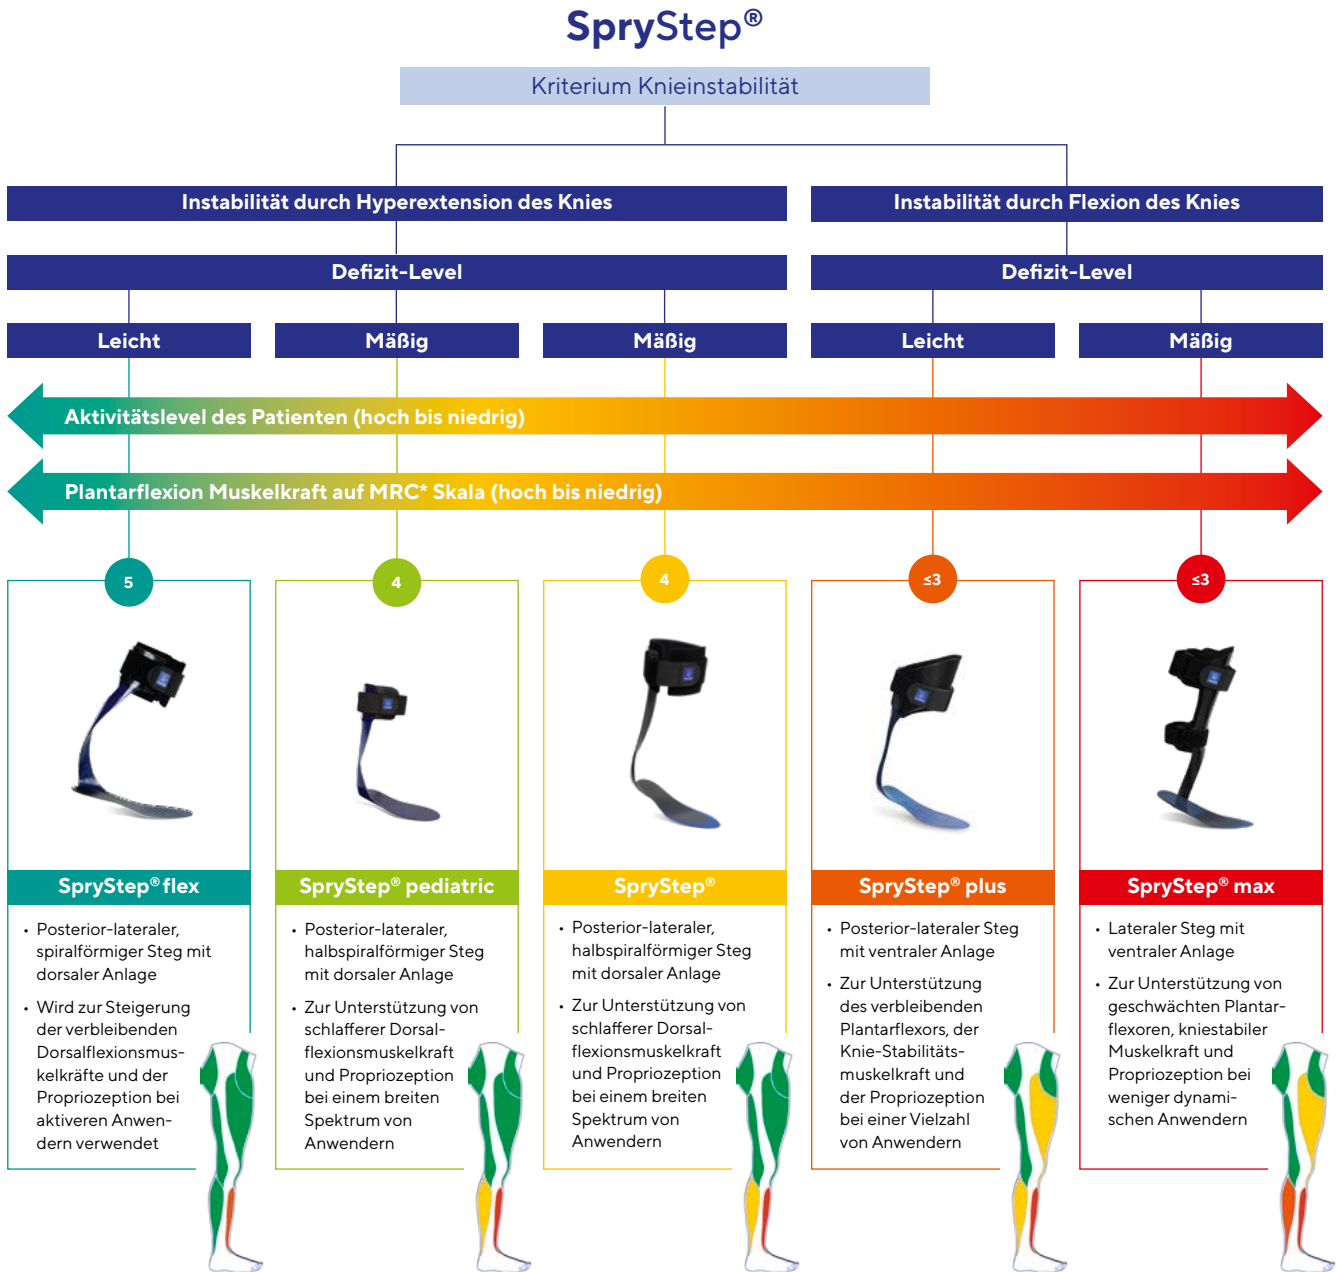 SpryStep®
Kriterium Knieinstabilität
Instabilität durch Hyperextension des Knies
Instabilität durch Flexion des Knies
Defizit-Level
Defizit-Level
Leicht
Mäßig
Mäßig
Leicht
Mäßig
Aktivitätslevel des Patienten (hoch bis niedrig)
Plantarflexion Muskelkraft auf MRC* Skala (hoch bis niedrig)
5
4
4
≤3
≤3
SpryStep® flex
• Posterior-lateraler,
spiralförmiger Steg mit
dorsaler Anlage
• Wird zur Steigerung
der verbleibenden
Dorsalflexionsmus-
kelkräfte und der
Propriozeption bei
aktiveren Anwen-
dern verwendet
SpryStep® pediatric
• Posterior-lateraler,
halbspiralförmiger Steg
mit dorsaler Anlage
• Zur Unterstützung von
schlafferer Dorsal-
flexionsmuskelkraft
und Propriozeption
bei einem breiten
Spektrum von
Anwendern
SpryStep®
• Posterior-lateraler,
halbspiralförmiger Steg
mit dorsaler Anlage
• Zur Unterstützung von
schlafferer Dorsal-
flexionsmuskelkraft
und Propriozeption
bei einem breiten
Spektrum von
Anwendern
SpryStep® plus
• Posterior-lateraler Steg
mit ventraler Anlage
• Zur Unterstützung
des verbleibenden
Plantarflexors, der
Knie-Stabilitäts-
muskelkraft und
der Propriozeption
bei einer Vielzahl
von Anwendern
SpryStep® max
• Lateraler Steg mit
ventraler Anlage
• Zur Unterstützung von
geschwächten Plantar-
flexoren, kniestabiler
Muskelkraft und
Propriozeption bei
weniger dynami-
schen Anwendern